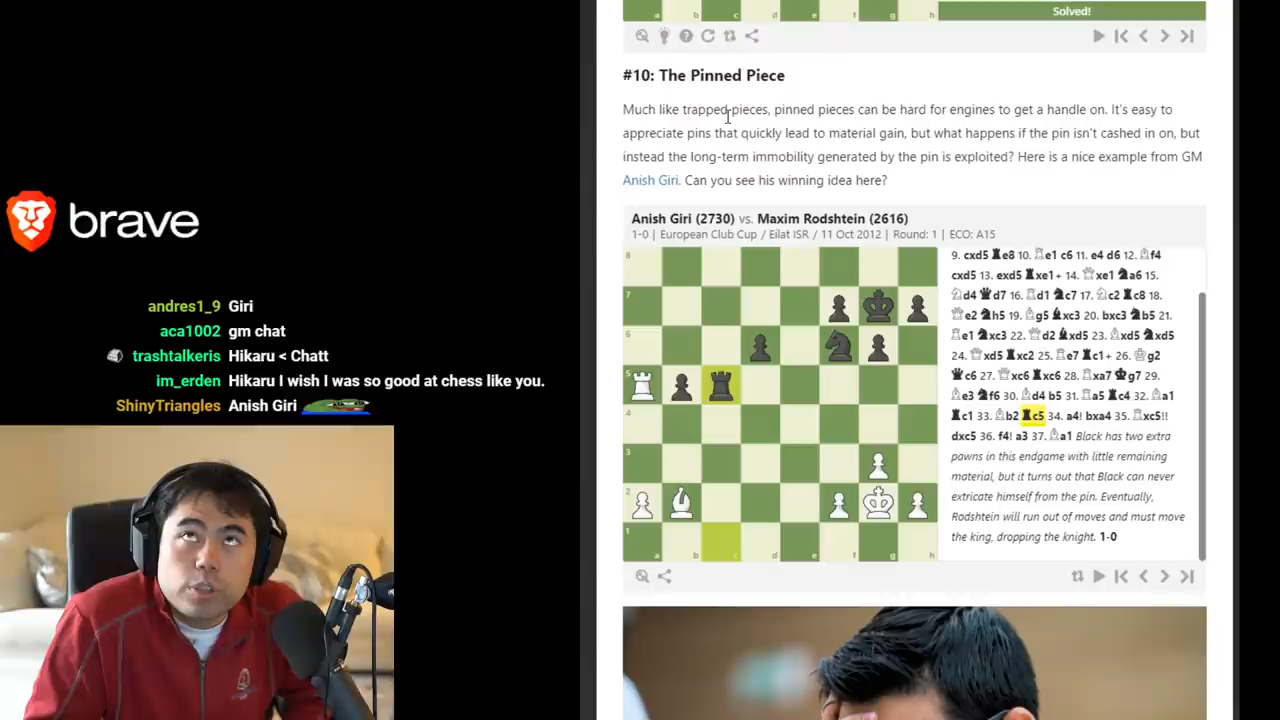 Solved!
#10: The Pinned Piece
Much like trapped pieces, pinned pieces can be hard for engines to get a handle on. It's easy to
appreciate pins that quickly lead to material gain, but what happens if the pin isn't cashed in on, but
instead the long-term immobility generated by the pin is exploited? Here is a nice example from GM
Anish Giri. Can you see his winning idea here?
brave
andres1_9 Giri
aca1002 gm chat
trashtalkeris Hikaru < Chatt
im_erden Hikaru I wish I was so good at chess like you.
ShinyTriangles Anish Giri
Anish Giri (2730) vs. Maxim Rodshtein (2616)
1-0 | European Club Cup / Eilat ISR / 11 Oct 2012 | Round: 1 | ECO: A15
9. cxd5 ♜e8 10. ♖e1 c6 11. e4 d6 12. ♗f4
cxd5 13. exd5 ♜xe1+ 14. ♕xe1 ♞a6 15.
♘d4 ♛d7 16. ♖d1 ♞c7 17. ♘c2 ♜c8 18.
♕e2 ♞h5 19. ♗g5 ♝xc3 20. bxc3 ♞b5 21.
♖e1 ♞xc3 22. ♕d2 ♝xd5 23. ♗xd5 ♞xd5
24. ♕xd5 ♜xc2 25. ♖e7 ♜c1+ 26. ♔g2
♛c6 27. ♕xc6 ♜xc6 28. ♖xa7 ♚g7 29.
♗e3 ♞f6 30. ♗d4 b5 31. ♖a5 ♜c4 32. ♗a1
♜c1 33. ♗b2 ♜c5 34. a4! bxa4 35. ♖xc5!!
dxc5 36. f4! a3 37. ♗a1 Black has two extra
pawns in this endgame with little remaining
material, but it turns out that Black can never
extricate himself from the pin. Eventually,
Rodshtein will run out of moves and must move
the king, dropping the knight. 1-0
8
7
6
5
4
3
2
1
a b c d e f g h